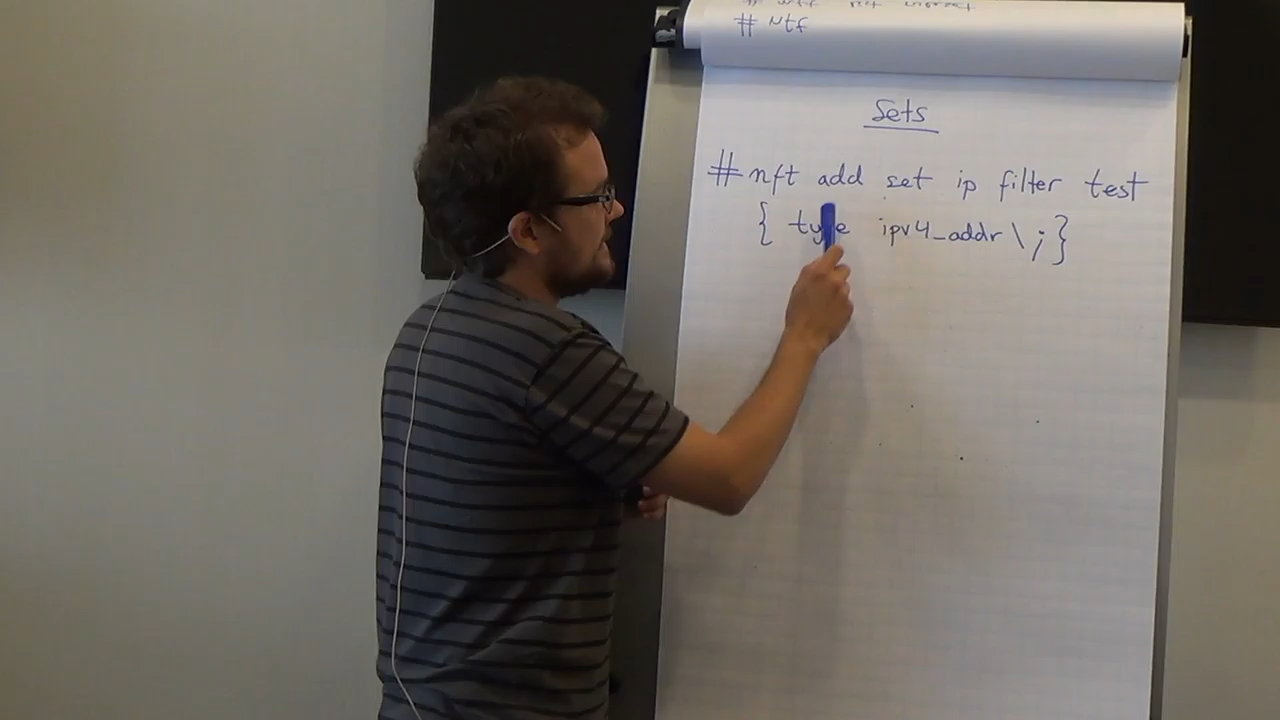 # Ntf
Sets
# nft add set ip filter test
{ type ipv4_addr \; }